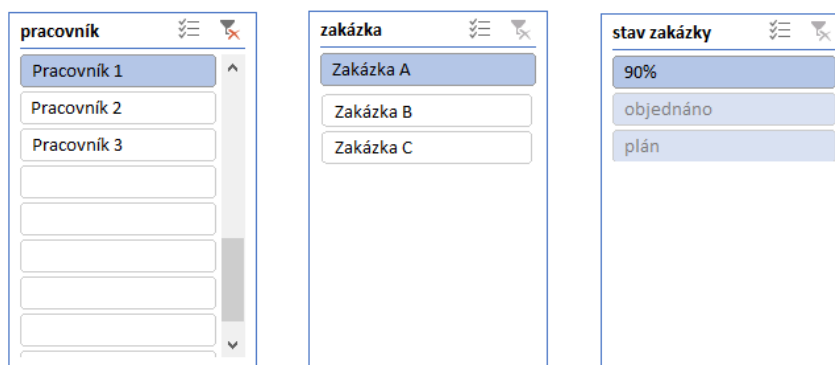 pracovník
Pracovník 1
Pracovník 2
Pracovník 3
zakázka
Zakázka A
Zakázka B
Zakázka C
stav zakázky
90%
objednáno
plán